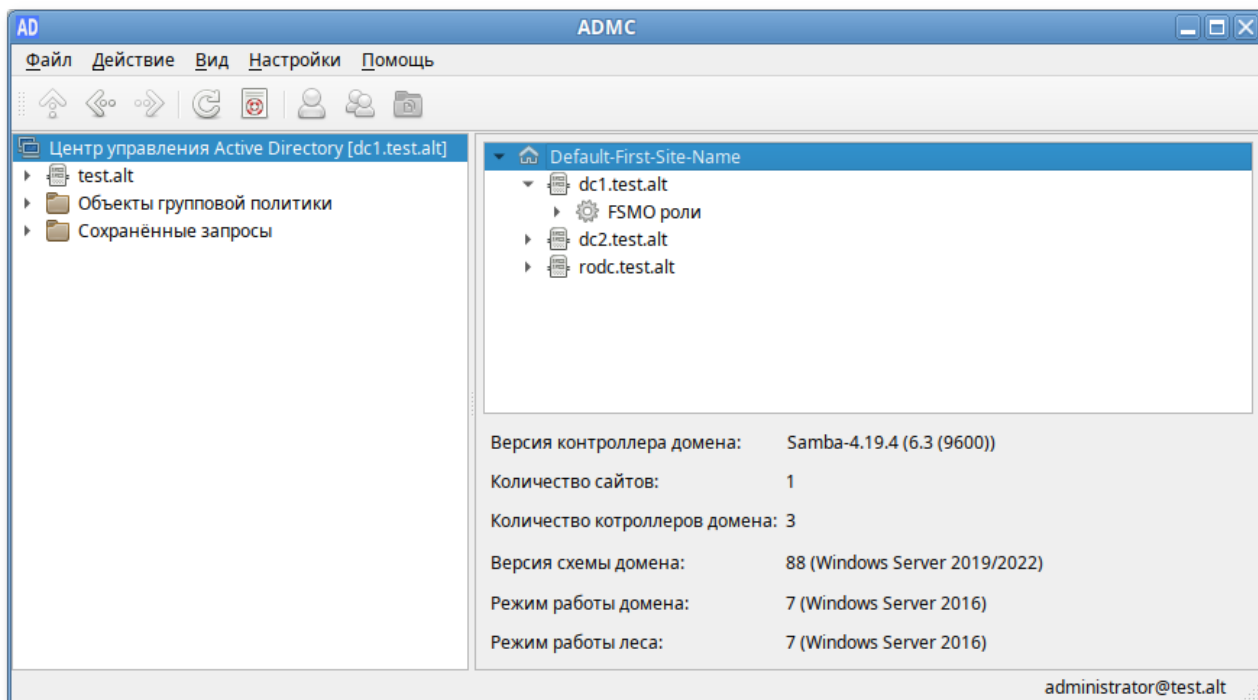 AD ADMC
Файл Действие Вид Настройки Помощь
Центр управления Active Directory [dc1.test.alt]
test.alt
Объекты групповой политики
Сохранённые запросы
Default-First-Site-Name
dc1.test.alt
FSMO роли
dc2.test.alt
rodc.test.alt
Версия контроллера домена: Samba-4.19.4 (6.3 (9600))
Количество сайтов: 1
Количество котроллеров домена: 3
Версия схемы домена: 88 (Windows Server 2019/2022)
Режим работы домена: 7 (Windows Server 2016)
Режим работы леса: 7 (Windows Server 2016)
administrator@test.alt